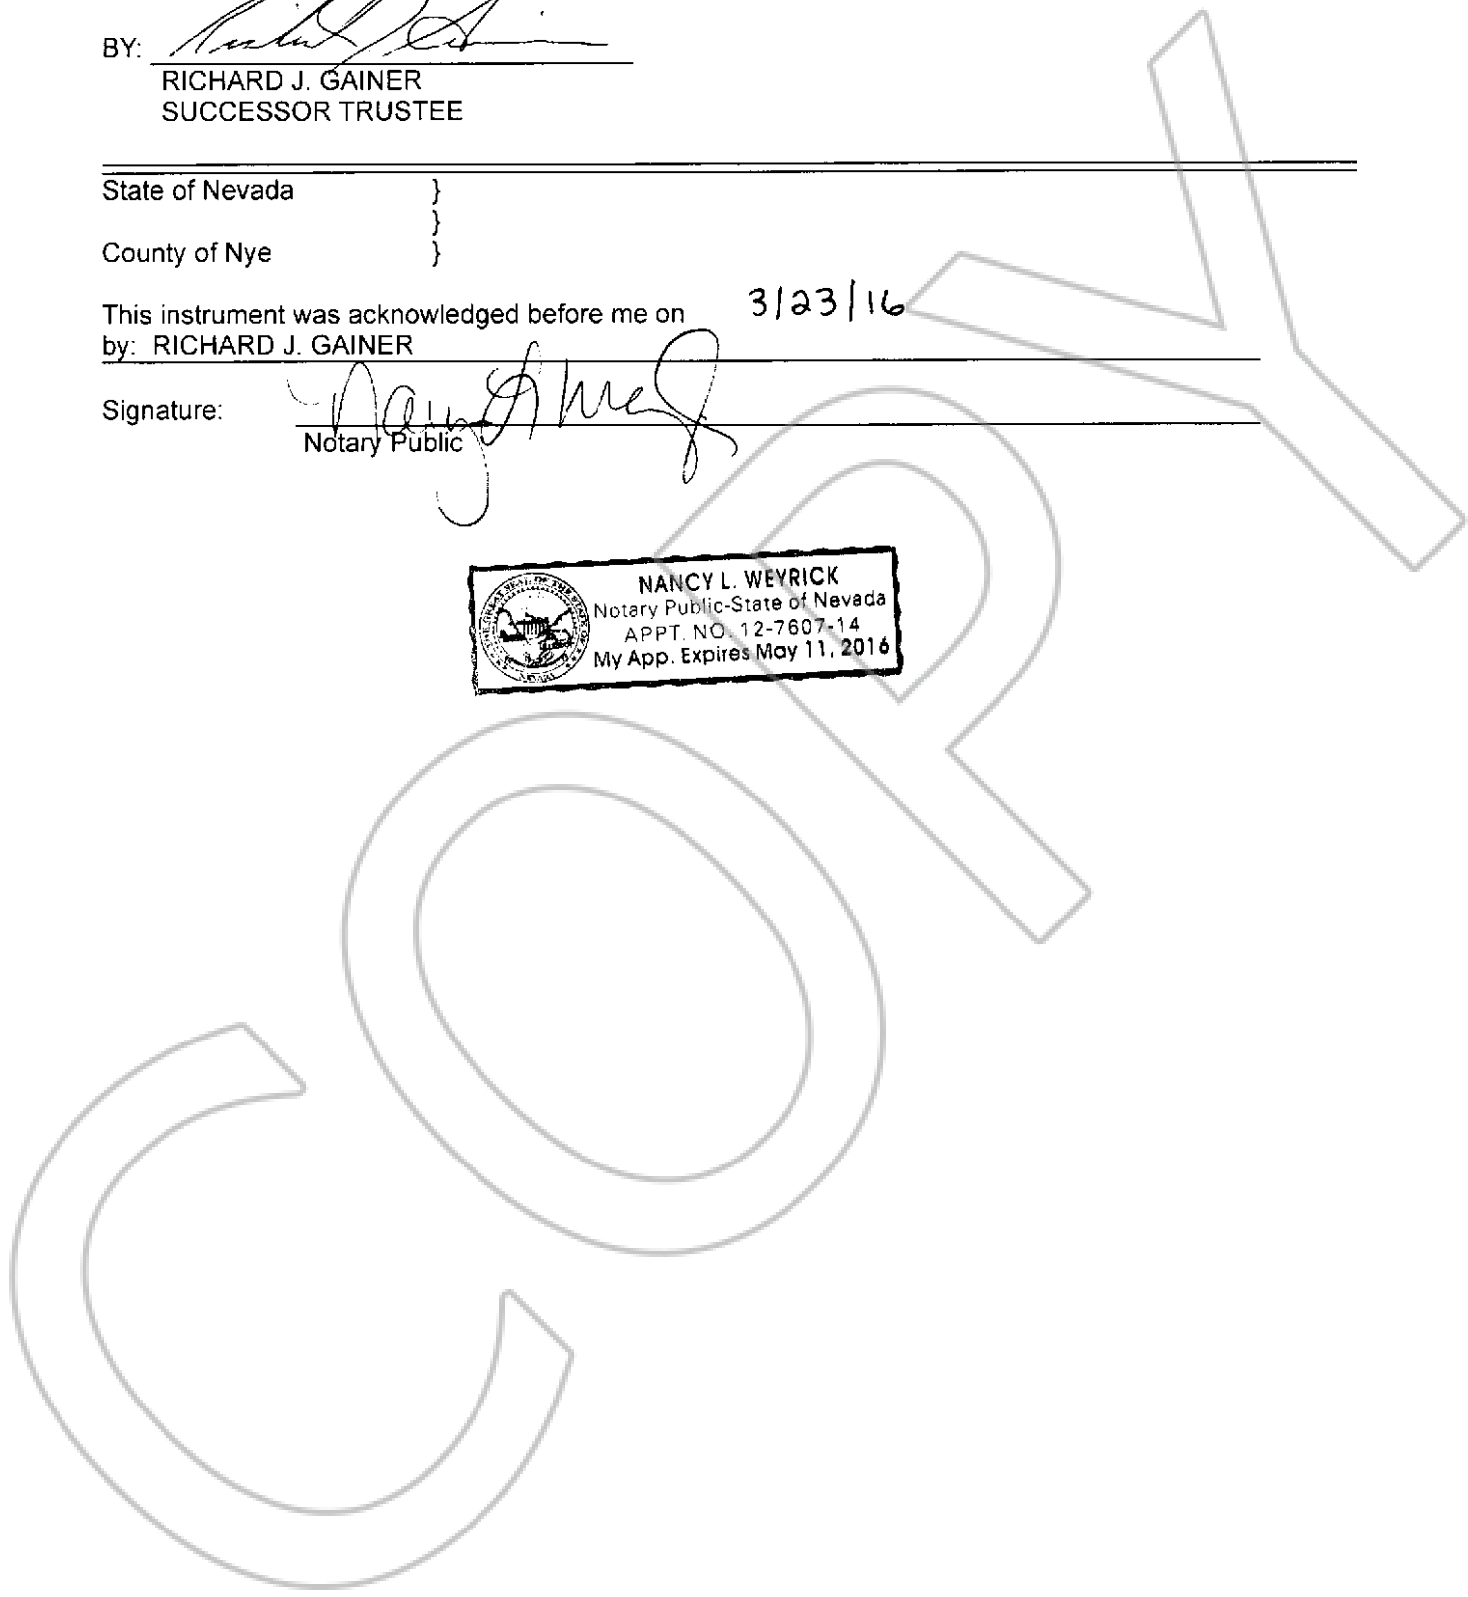 BY: Richard J Gainer
RICHARD J. GAINER
SUCCESSOR TRUSTEE
State of Nevada }
}
County of Nye }
This instrument was acknowledged before me on 3/23/16
by: RICHARD J. GAINER
Signature:
Notary Public
NANCY L. WEYRICK
Notary Public-State of Nevada
APPT. NO. 12-7607-14
My App. Expires May 11, 2016
COPY